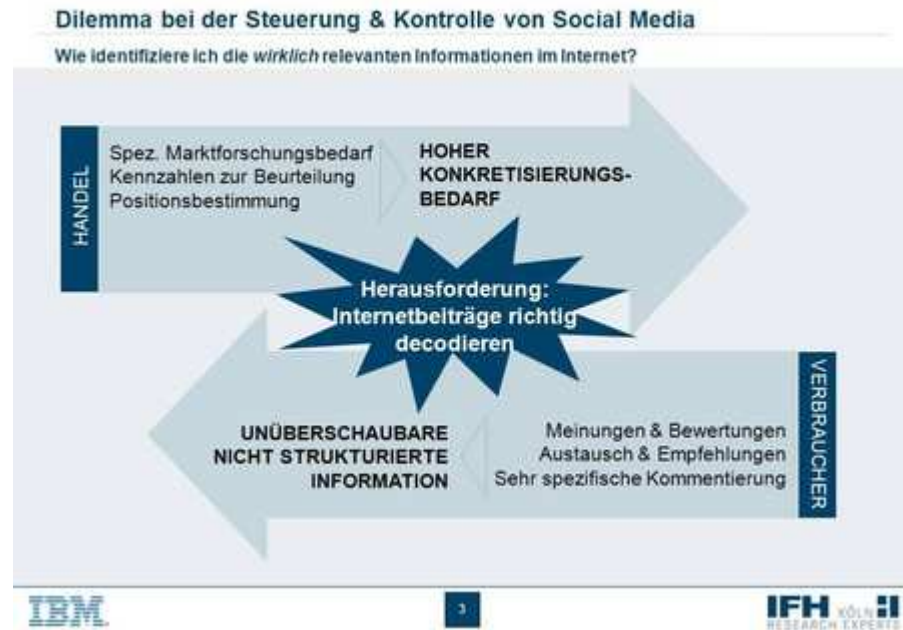 Dilemma bei der Steuerung & Kontrolle von Social Media
Wie identifiziere ich die wirklich relevanten Informationen im Internet?
HANDEL
Spez. Marktforschungsbedarf
Kennzahlen zur Beurteilung
Positionsbestimmung
HOHER
KONKRETISIERUNGS-
BEDARF
Herausforderung:
Internetbeiträge richtig
decodieren
UNÜBERSCHAUBARE
NICHT STRUKTURIERTE
INFORMATION
Meinungen & Bewertungen
Austausch & Empfehlungen
Sehr spezifische Kommentierung
VERBRAUCHER
IBM
3
IFH KÖLN
RESEARCH EXPERTS